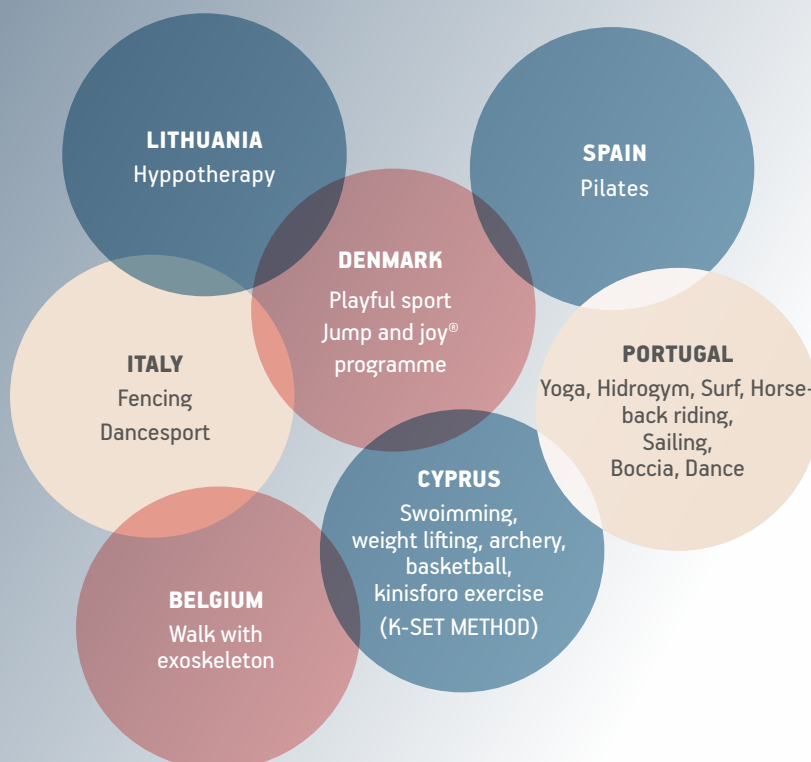 LITHUANIA
Hyppotherapy
SPAIN
Pilates
DENMARK
Playful sport
Jump and joy®
programme
ITALY
Fencing
Dancesport
PORTUGAL
Yoga, Hidrogym, Surf, Horse-
back riding,
Sailing,
Boccia, Dance
CYPRUS
Swoimming,
weight lifting, archery,
basketball,
kinisforo exercise
(K-SET METHOD)
BELGIUM
Walk with
exoskeleton